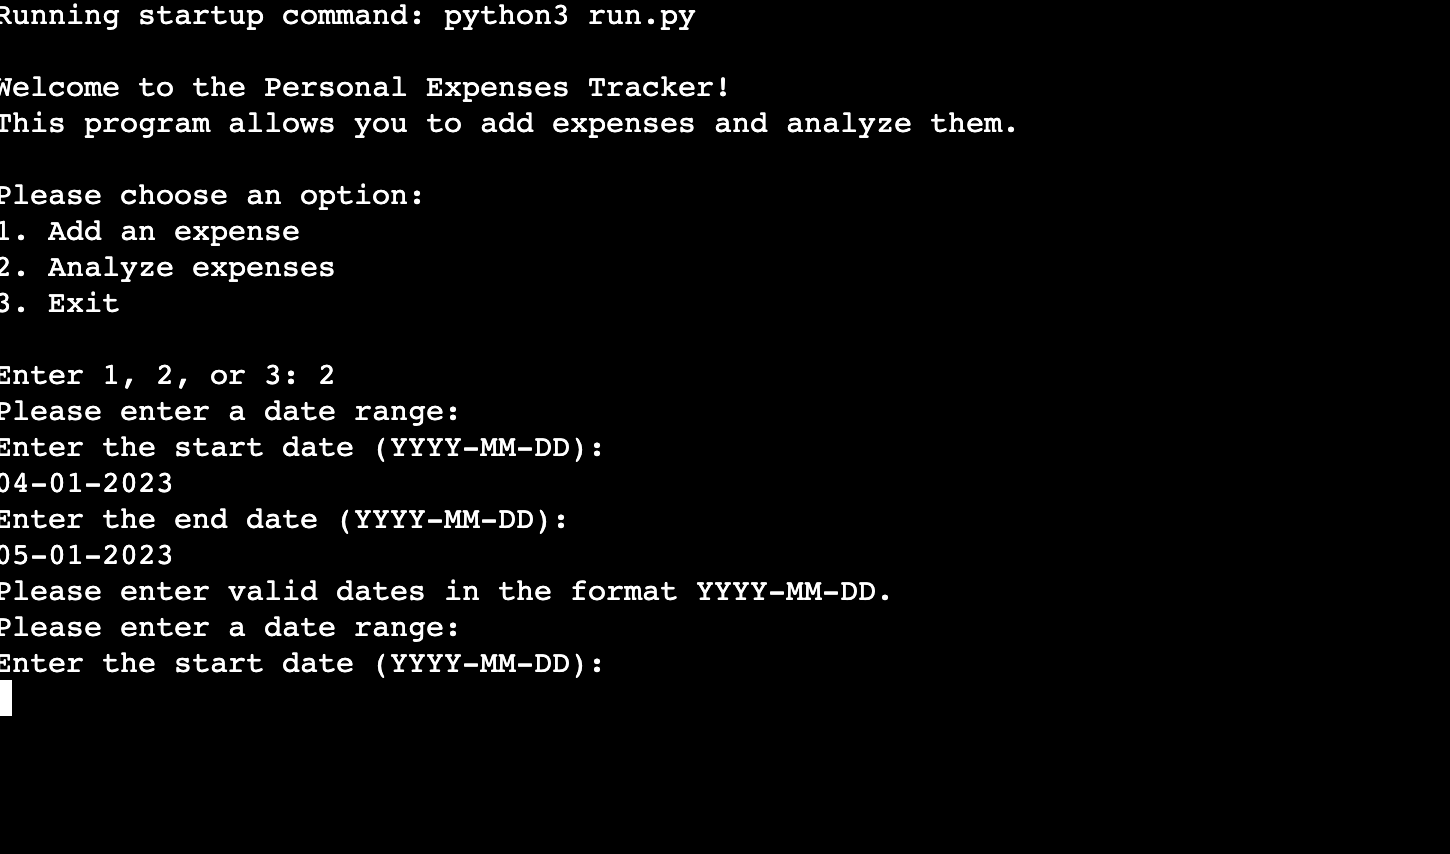 Running startup command: python3 run.py
Welcome to the Personal Expenses Tracker!
This program allows you to add expenses and analyze them.
Please choose an option:
1. Add an expense
2. Analyze expenses
3. Exit
Enter 1, 2, or 3: 2
Please enter a date range:
Enter the start date (YYYY-MM-DD):
04-01-2023
Enter the end date (YYYY-MM-DD):
05-01-2023
Please enter valid dates in the format YYYY-MM-DD.
Please enter a date range:
Enter the start date (YYYY-MM-DD):